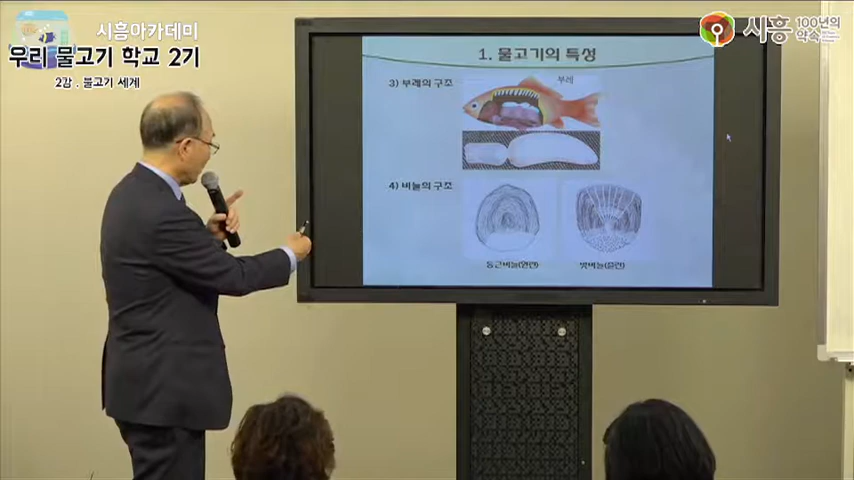 시흥아카데미
우리 물고기 학교 2기
2강. 물고기 세계
시흥 100년의
약속
1. 물고기의 특성
3) 부레의 구조
부레
4) 비늘의 구조
둥근비늘(원린)
빗비늘(즐린)